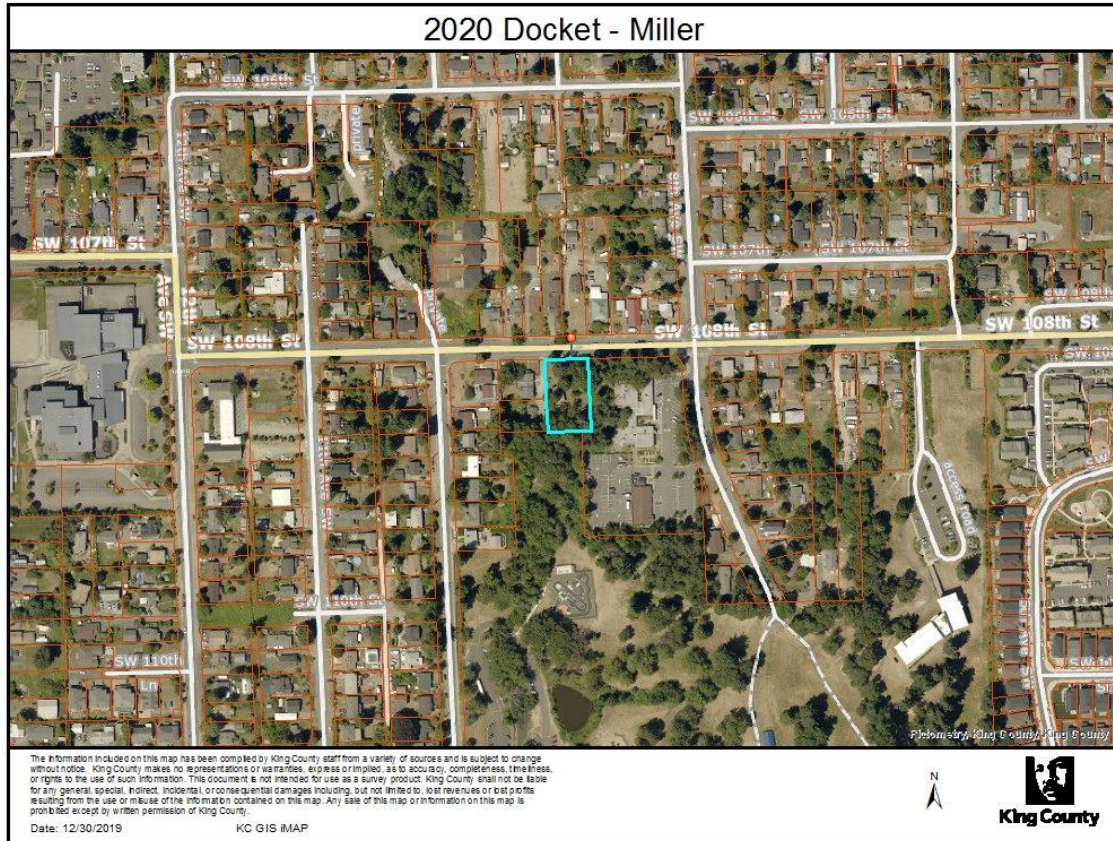 2020 Docket - Miller
SW 106th St
private
SW 108th St
SW 107th St
SW 107th St
SW 108th St
SW 108th St
SW 108th St
access road
SW 110th
Ln
Pictometry, King County, King County
The information included on this map has been compiled by King County staff from a variety of sources and is subject to change
without notice. King County makes no representations or warranties, express or implied, as to accuracy, completeness, timeliness,
or rights to the use of such information. This document is not intended for use as a survey product. King County shall not be liable
for any general, special, indirect, incidental, or consequential damages including, but not limited to, lost revenues or lost profits
resulting from the use or misuse of the information contained on this map. Any sale of this map or information on this map is
prohibited except by written permission of King County.
Date: 12/30/2019
KC GIS iMAP
N
King County